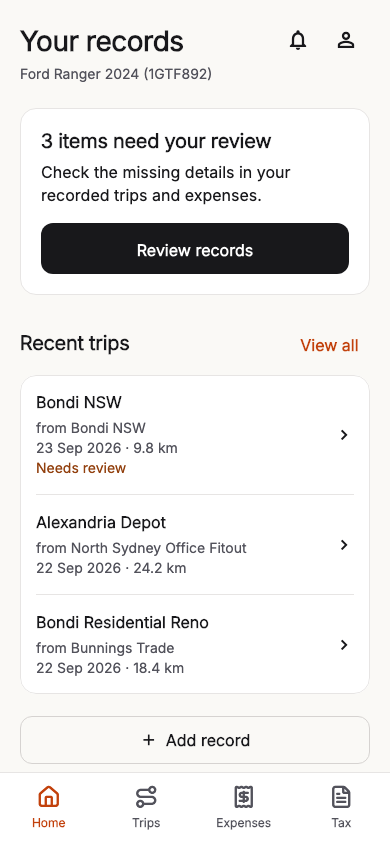 Your records
Ford Ranger 2024 (1GTF892)
3 items need your review
Check the missing details in your
recorded trips and expenses.
Review records
Recent trips
View all
Bondi NSW
from Bondi NSW
23 Sep 2026 · 9.8 km
Needs review
Alexandria Depot
from North Sydney Office Fitout
22 Sep 2026 · 24.2 km
Bondi Residential Reno
from Bunnings Trade
22 Sep 2026 · 18.4 km
+ Add record
Home
Trips
Expenses
Tax